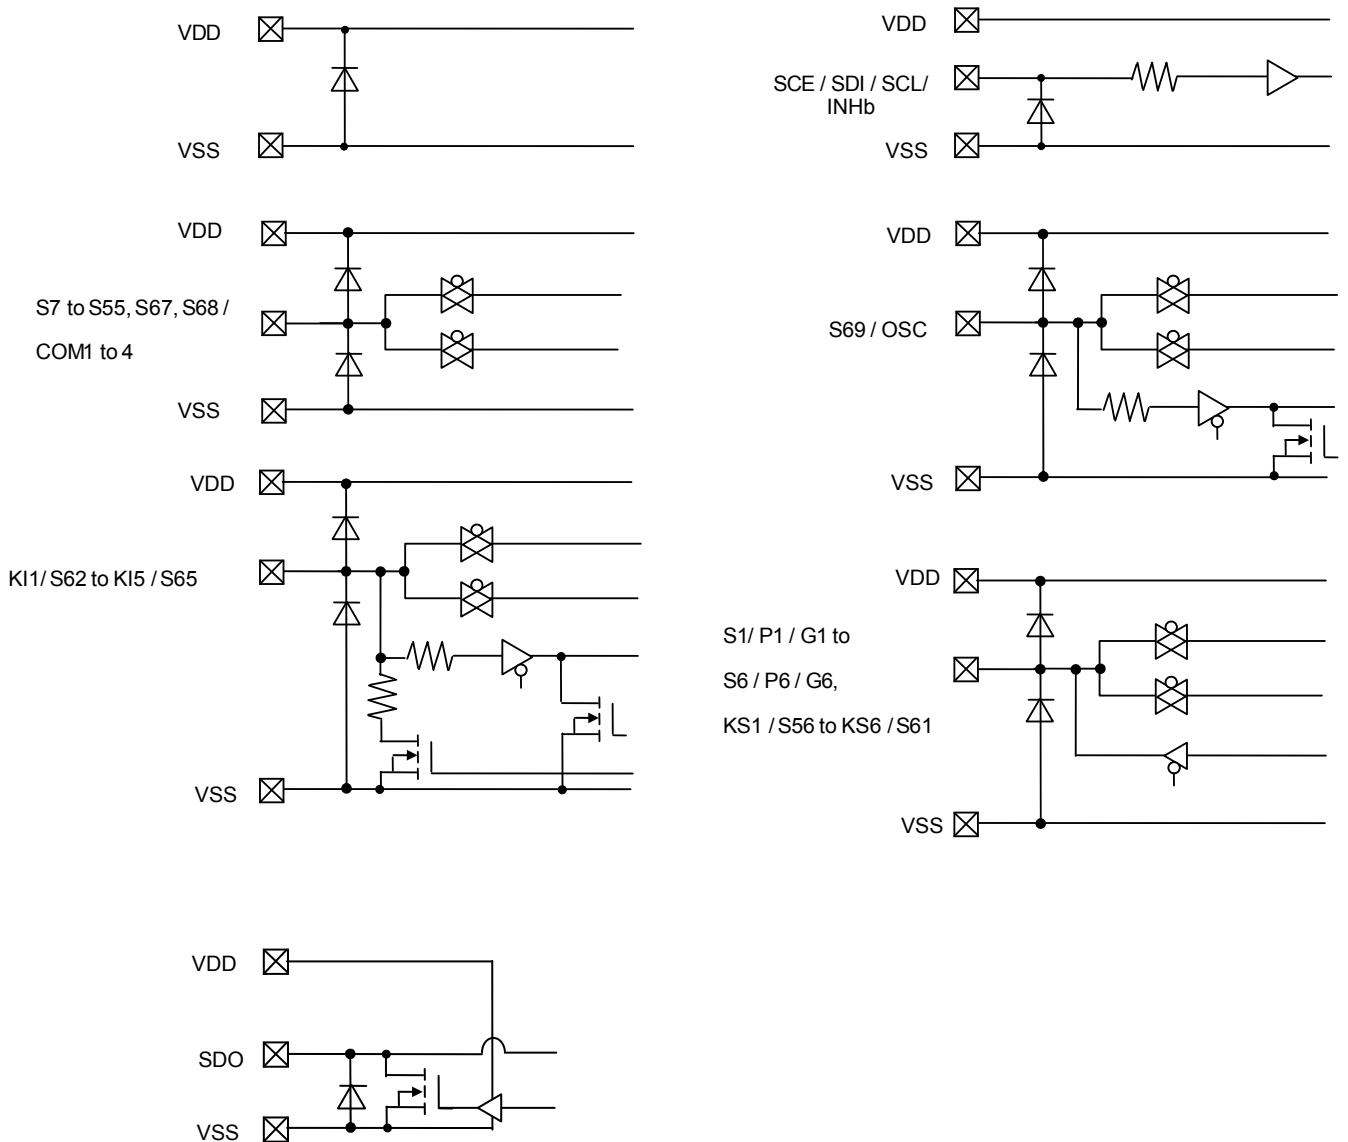 VDD
VSS
VDD
SCE / SDI / SCL/
INHb
VSS
VDD
S7 to S55, S67, S68 /
COM1 to 4
VSS
VDD
S69 / OSC
VSS
VDD
KI1/ S62 to KI5 / S65
VSS
VDD
S1/ P1 / G1 to
S6 / P6 / G6,
KS1 / S56 to KS6 / S61
VSS
VDD
SDO
VSS